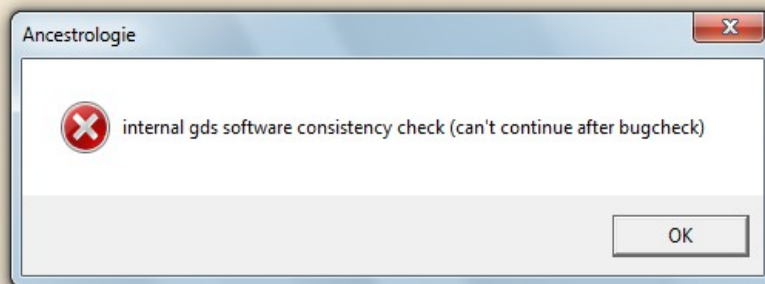 Ancestrologie
internal gds software consistency check (can't continue after bugcheck)
OK